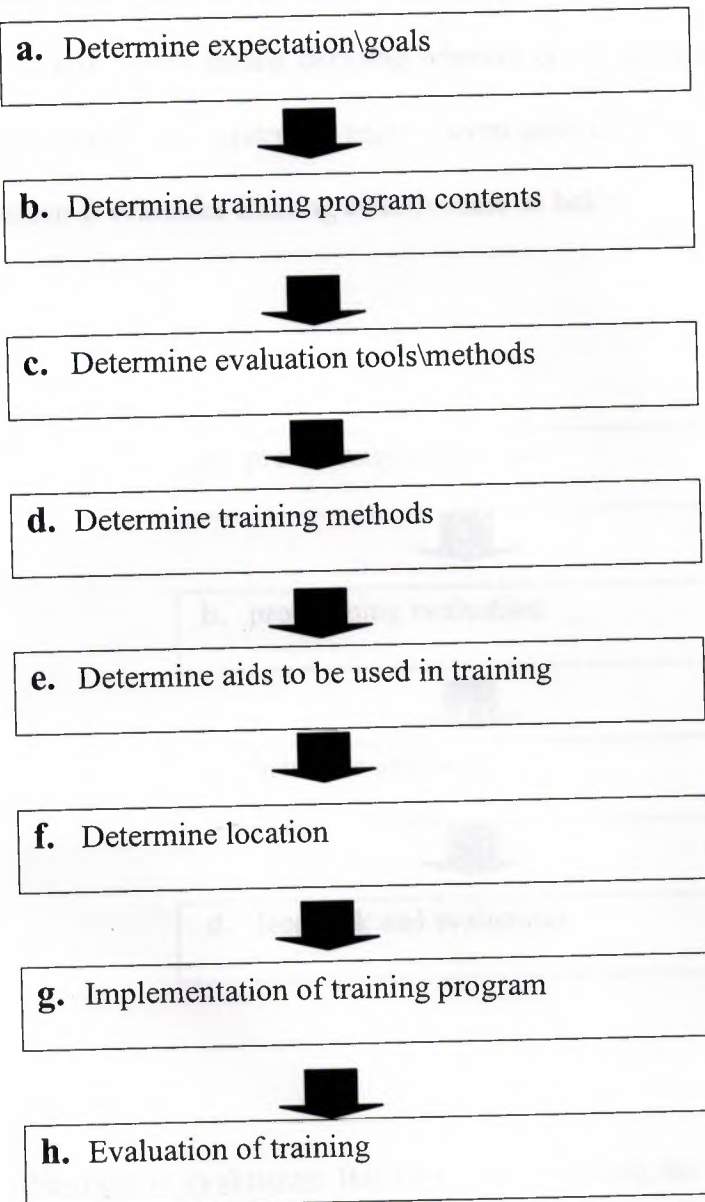 a. Determine expectation\goals
b. Determine training program contents
c. Determine evaluation tools\methods
d. Determine training methods
e. Determine aids to be used in training
f. Determine location
g. Implementation of training program
h. Evaluation of training